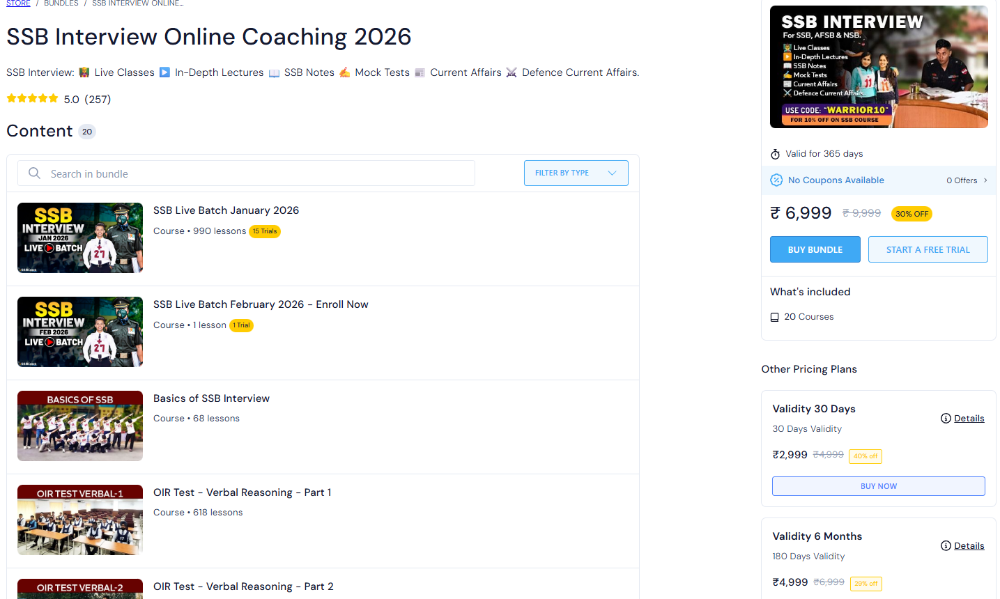 STORE / BUNDLES / SSB INTERVIEW ONLINE...
SSB Interview Online Coaching 2026
SSB Interview: Live Classes In-Depth Lectures SSB Notes Mock Tests Current Affairs Defence Current Affairs.
5.0 (257)
Content 20
Search in bundle
FILTER BY TYPE
SSB
INTERVIEW
JAN 2026
LIVE BATCH
27
SSBCrack
SSB Live Batch January 2026
Course • 990 lessons 15 Trials
SSB
INTERVIEW
FEB 2026
LIVE BATCH
27
SSBCrack
SSB Live Batch February 2026 - Enroll Now
Course • 1 lesson 1 Trial
BASICS OF SSB
Basics of SSB Interview
Course • 68 lessons
OIR TEST VERBAL-1
OIR Test - Verbal Reasoning - Part 1
Course • 618 lessons
OIR TEST VERBAL-2
OIR Test - Verbal Reasoning - Part 2
SSB INTERVIEW
For SSB, AFSB & NSB.
Live Classes
In-Depth Lectures
SSB Notes
Mock Tests
Current Affairs
Defence Current Affairs.
11
USE CODE: "WARRIOR10"
FOR 10% OFF ON SSB COURSE
Valid for 365 days
No Coupons Available
0 Offers
₹ 6,999 ₹ 9,999 30% OFF
BUY BUNDLE
START A FREE TRIAL
What's included
20 Courses
Other Pricing Plans
Validity 30 Days
Details
30 Days Validity
₹2,999 ₹4,999 40% off
BUY NOW
Validity 6 Months
Details
180 Days Validity
₹4,999 ₹6,999 29% off